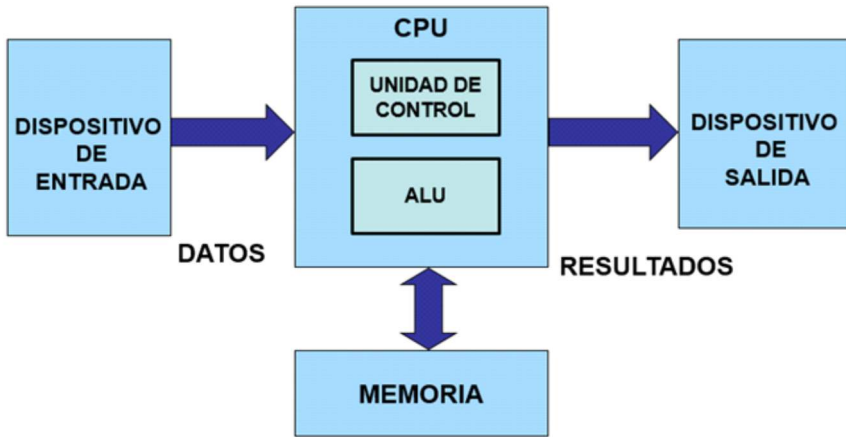 CPU
UNIDAD DE
CONTROL
ALU
DISPOSITIVO
DE
ENTRADA
DATOS
DISPOSITIVO
DE
SALIDA
RESULTADOS
MEMORIA